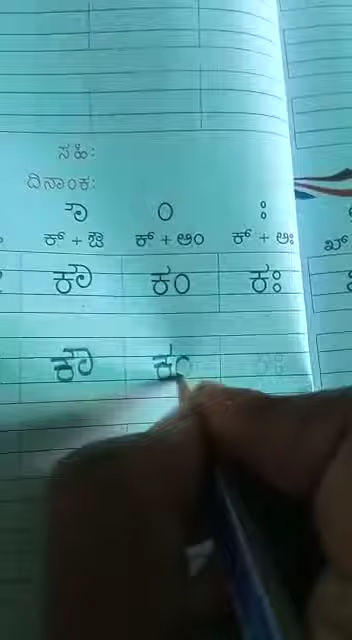 ಸಹಿ:
ದಿನಾಂಕ:
ೌ ಂ ಃ
ಕ್ + ಔ ಕ್ + ಅಂ ಕ್ + ಅಃ ಖ್
ಕೌ ಕಂ ಕಃ
ಕೌ ಕಂ ಕಃ